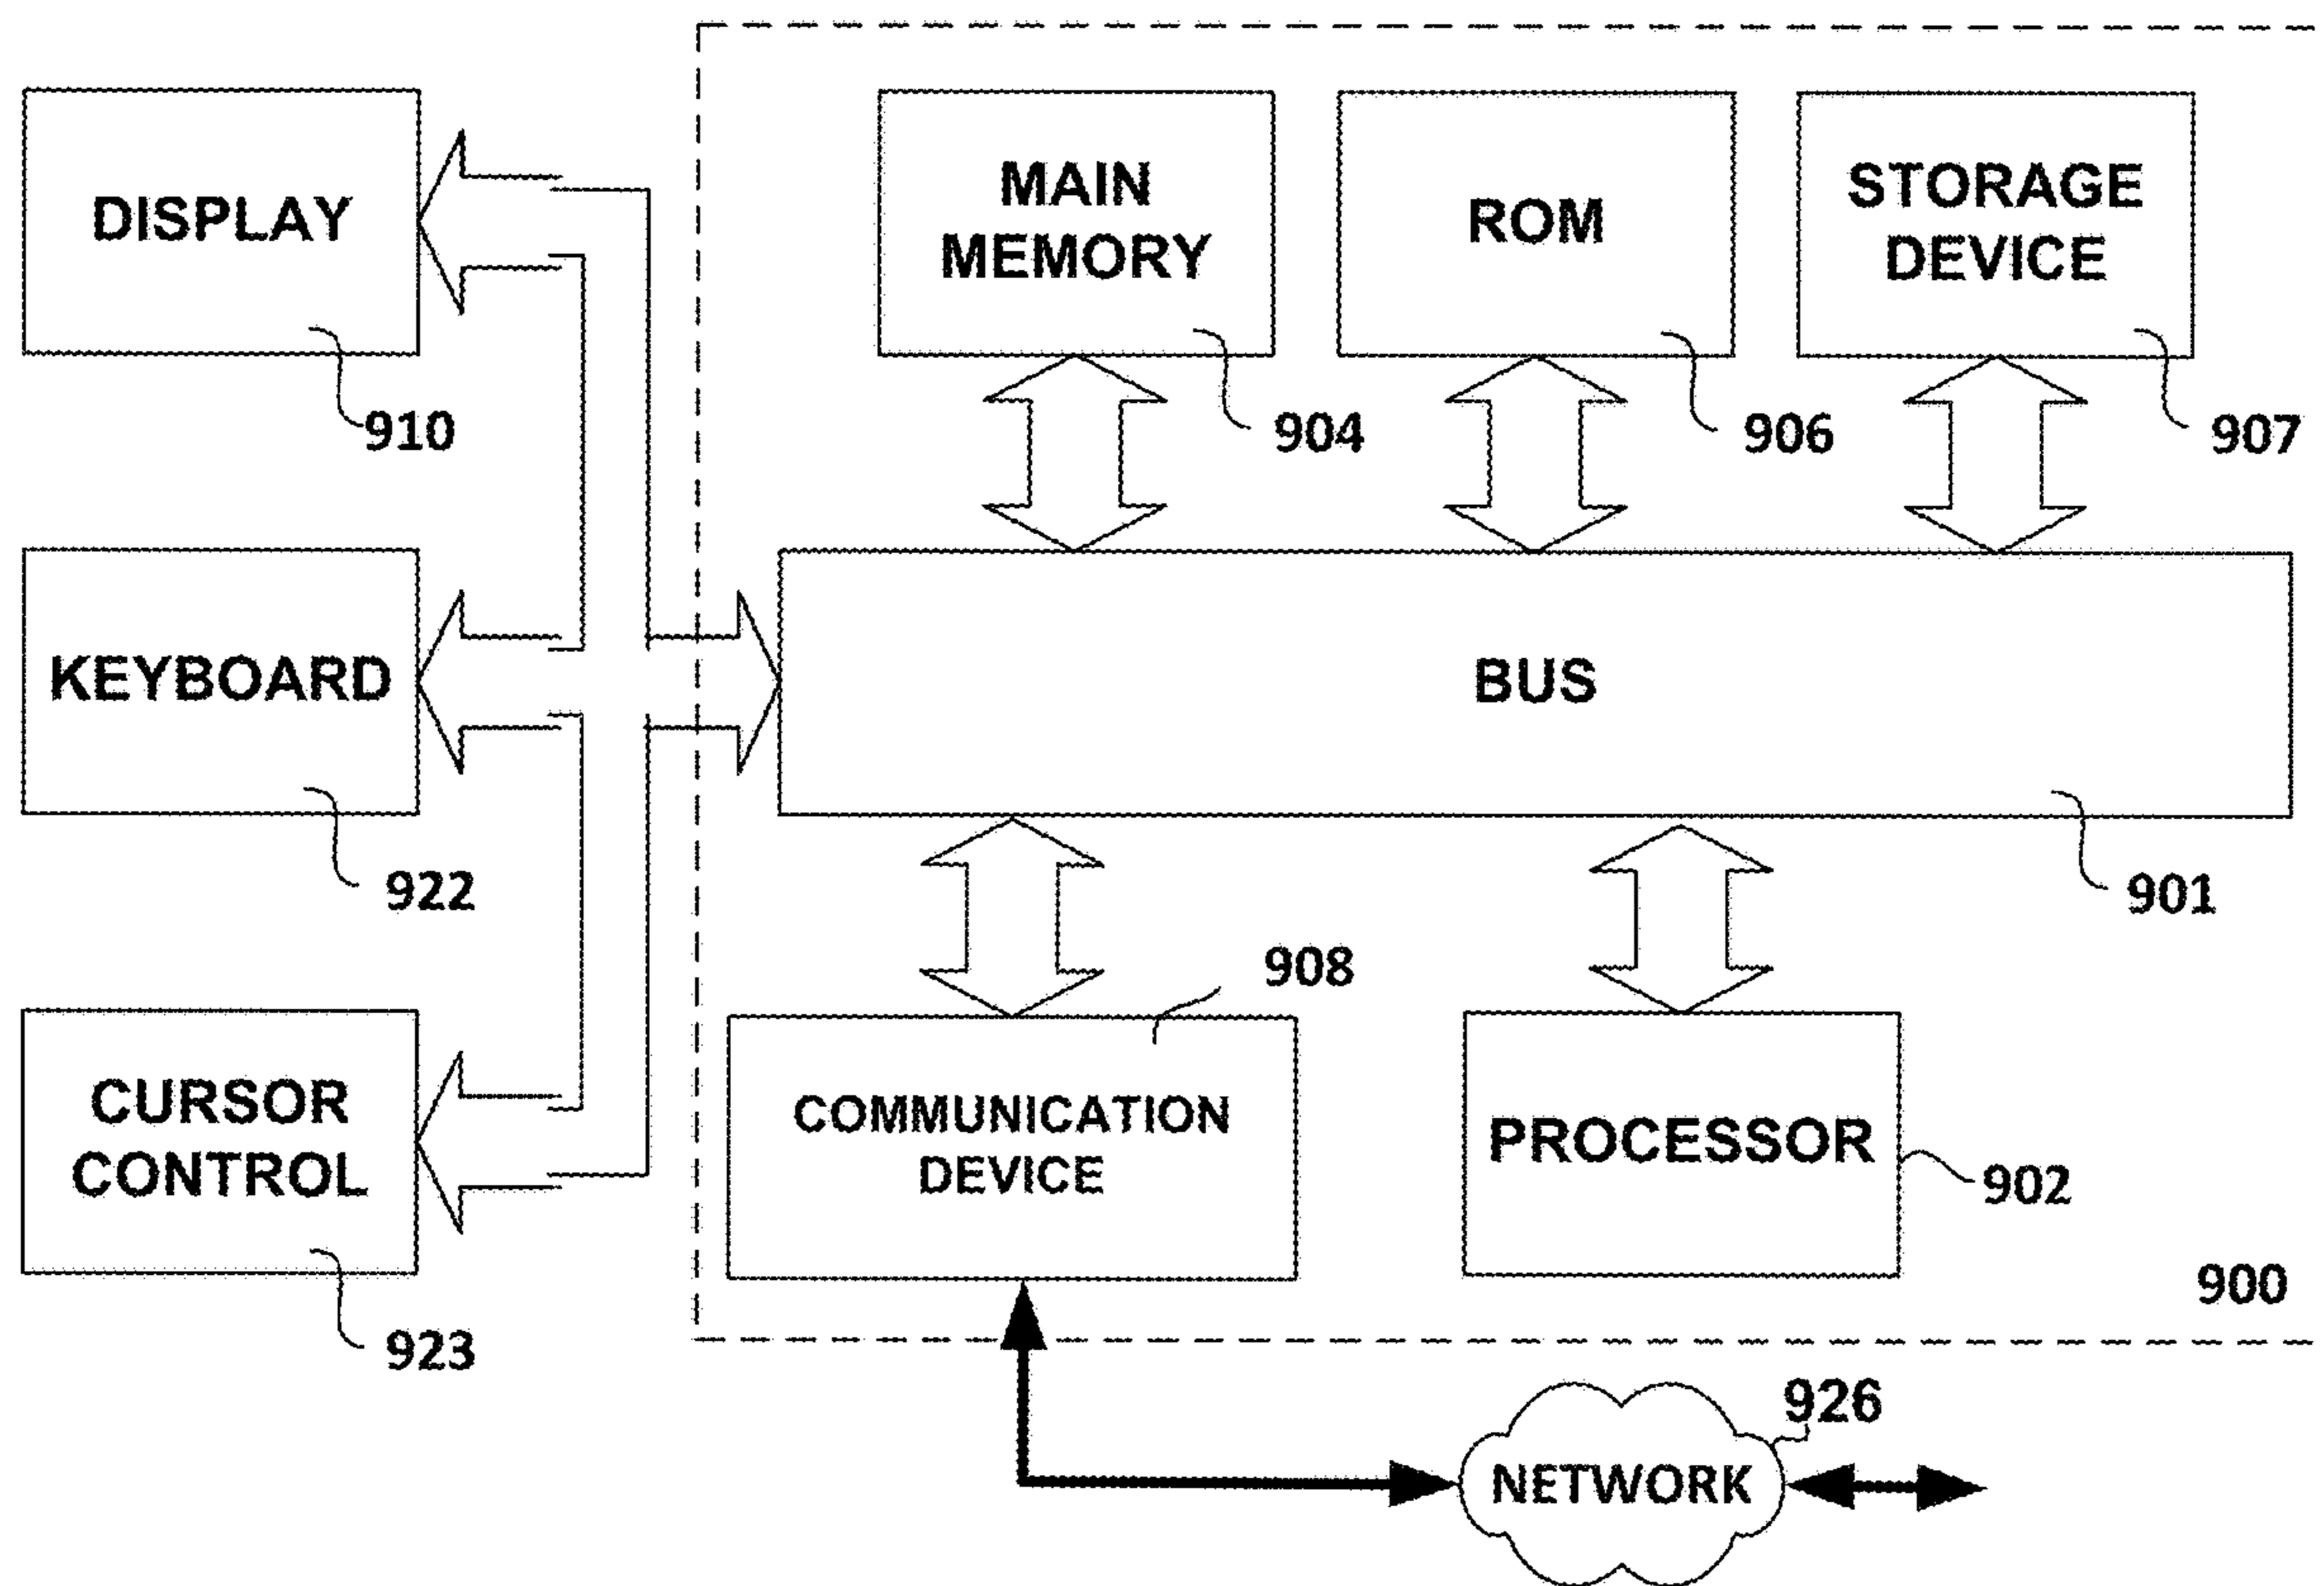 DISPLAY
910
MAIN
MEMORY
904
ROM
906
STORAGE
DEVICE
907
KEYBOARD
922
BUS
901
CURSOR
CONTROL
923
908
COMMUNICATION
DEVICE
PROCESSOR
902
900
926
NETWORK